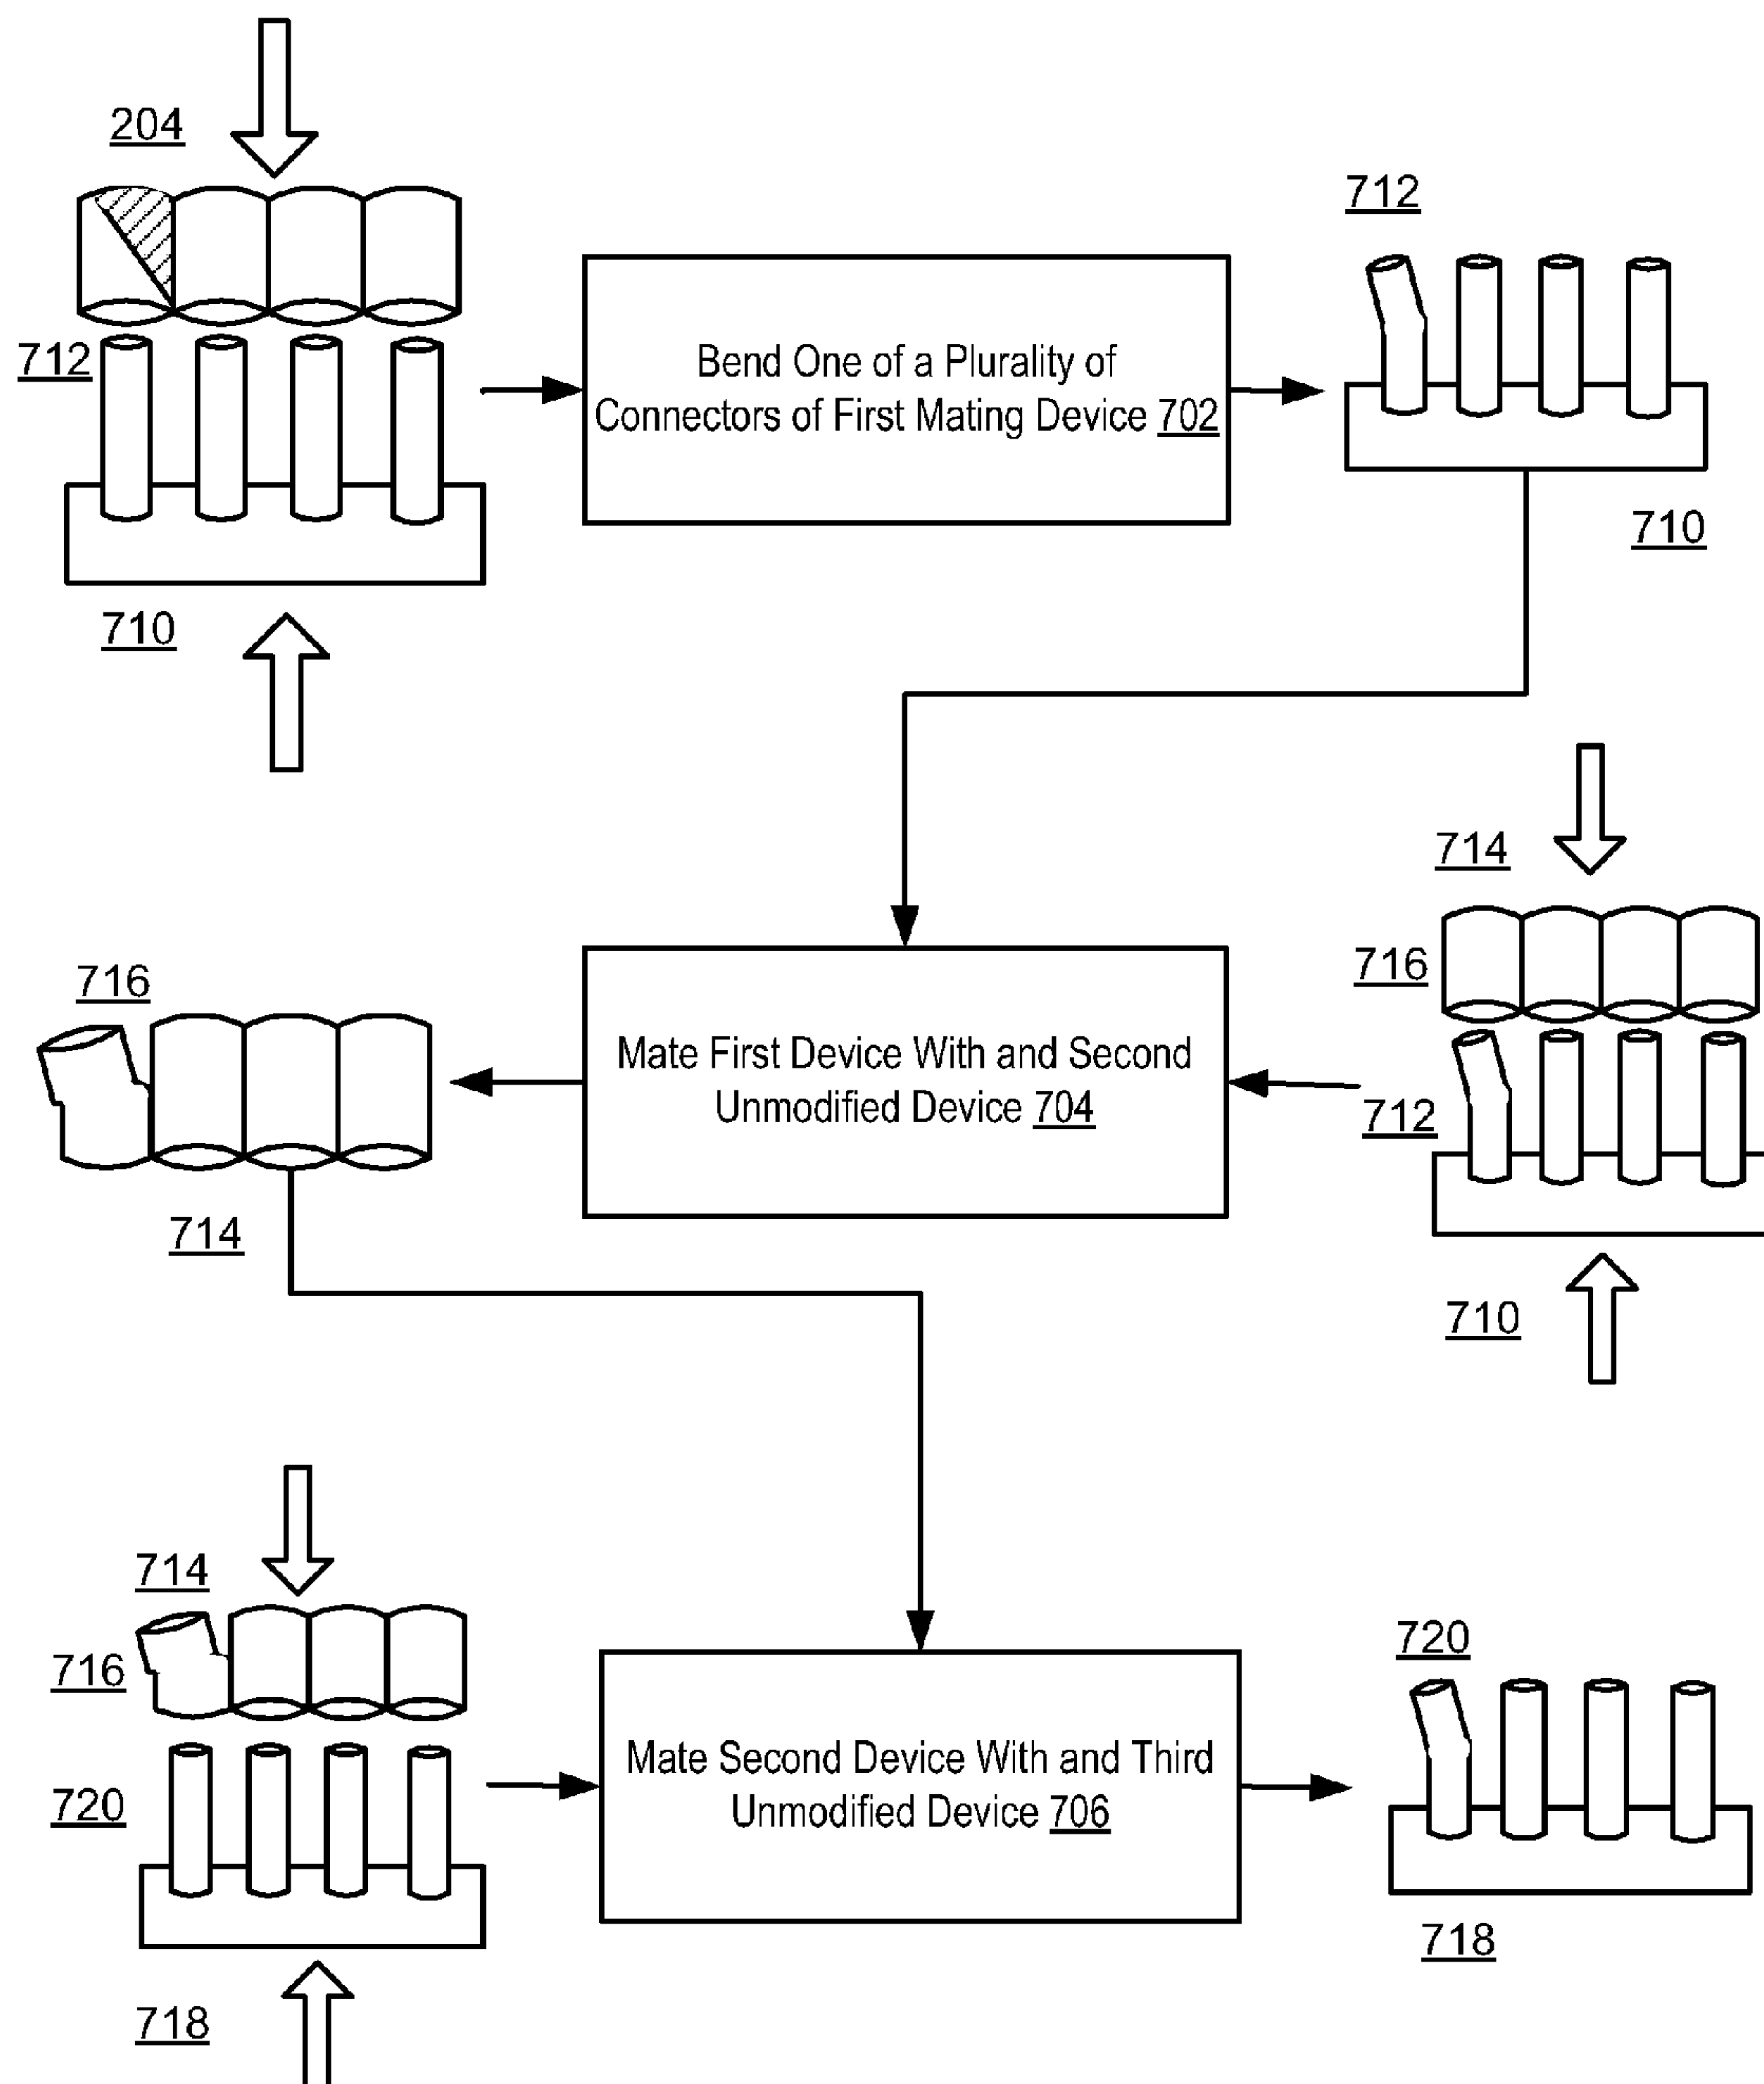 204
712
712
Bend One of a Plurality of
Connectors of First Mating Device 702
710
710
714
716
716
Mate First Device With and Second
Unmodified Device 704
712
714
710
714
720
716
Mate Second Device With and Third
Unmodified Device 706
720
718
718